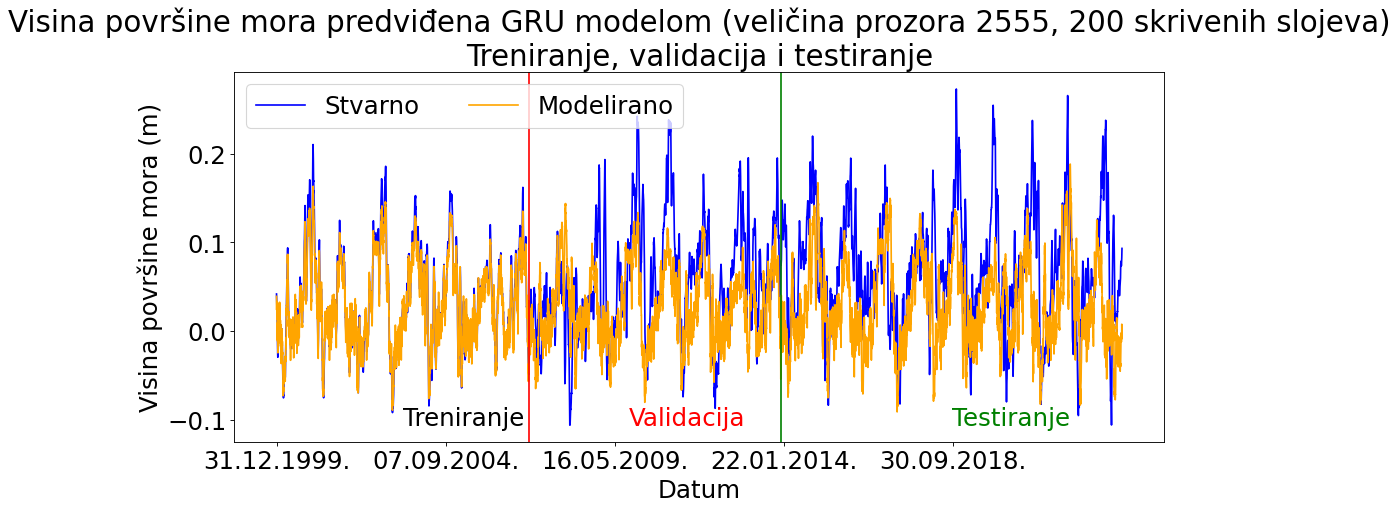 Visina površine mora predviđena GRU modelom (veličina prozora 2555, 200 skrivenih slojeva)
Treniranje, validacija i testiranje
Stvarno
Modelirano
Visina površine mora (m)
0.2
0.1
0.0
−0.1
Treniranje
Validacija
Testiranje
31.12.1999.
07.09.2004.
16.05.2009.
22.01.2014.
30.09.2018.
Datum